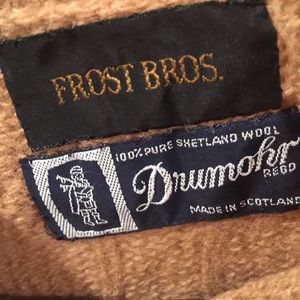 FROST BROS.
100% PURE SHETLAND WOOL
Drumohr
REGD
MADE IN SCOTLAND